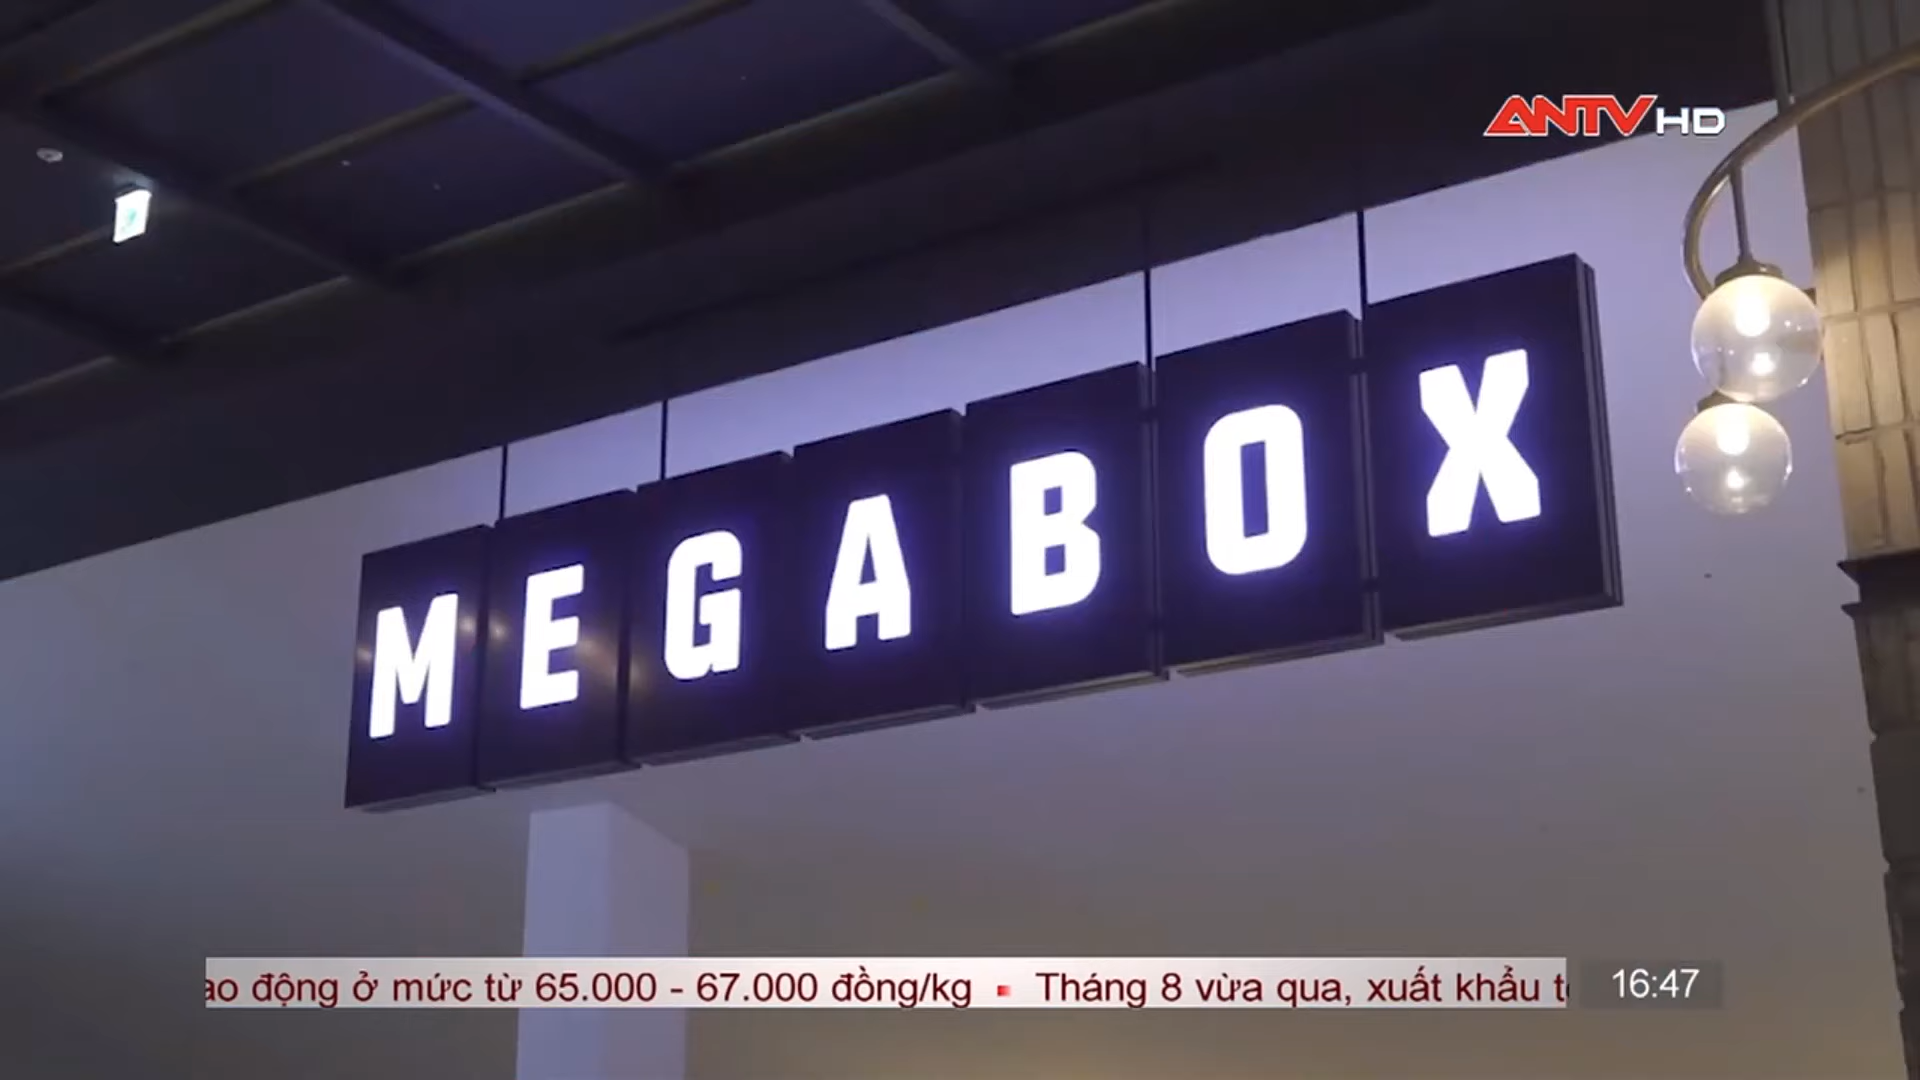 ANTV HD
MEGABOX
động ở mức từ 65.000 - 67.000 đồng/kg ▪ Tháng 8 vừa qua, xuất khẩu
16:47